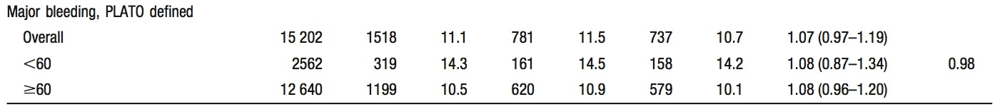 Major bleeding, PLATO defined
Overall 15 202 1518 11.1 781 11.5 737 10.7 1.07 (0.97–1.19)
<60 2562 319 14.3 161 14.5 158 14.2 1.08 (0.87–1.34) 0.98
≥60 12 640 1199 10.5 620 10.9 579 10.1 1.08 (0.96–1.20)